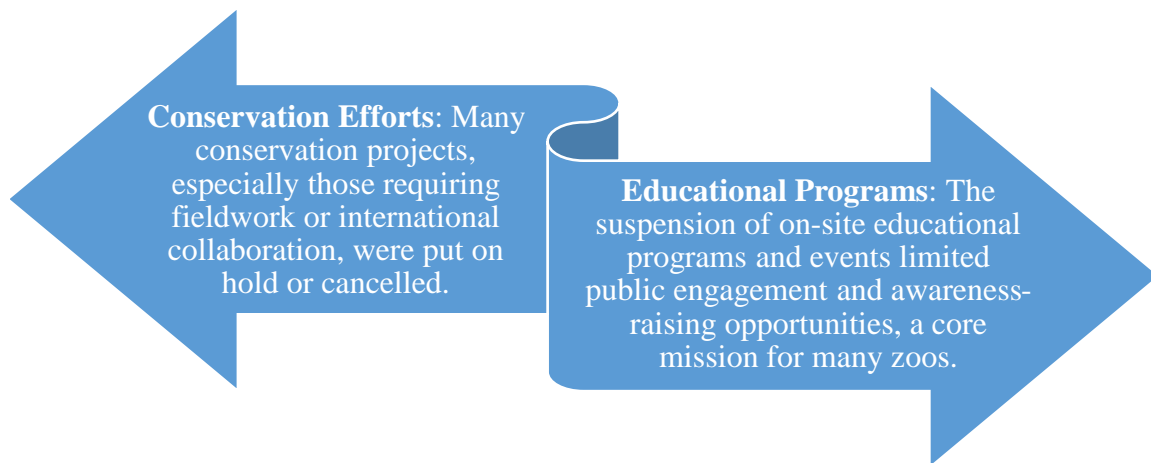 Conservation Efforts: Many
conservation projects,
especially those requiring
fieldwork or international
collaboration, were put on
hold or cancelled.
Educational Programs: The
suspension of on-site educational
programs and events limited
public engagement and awareness-
raising opportunities, a core
mission for many zoos.